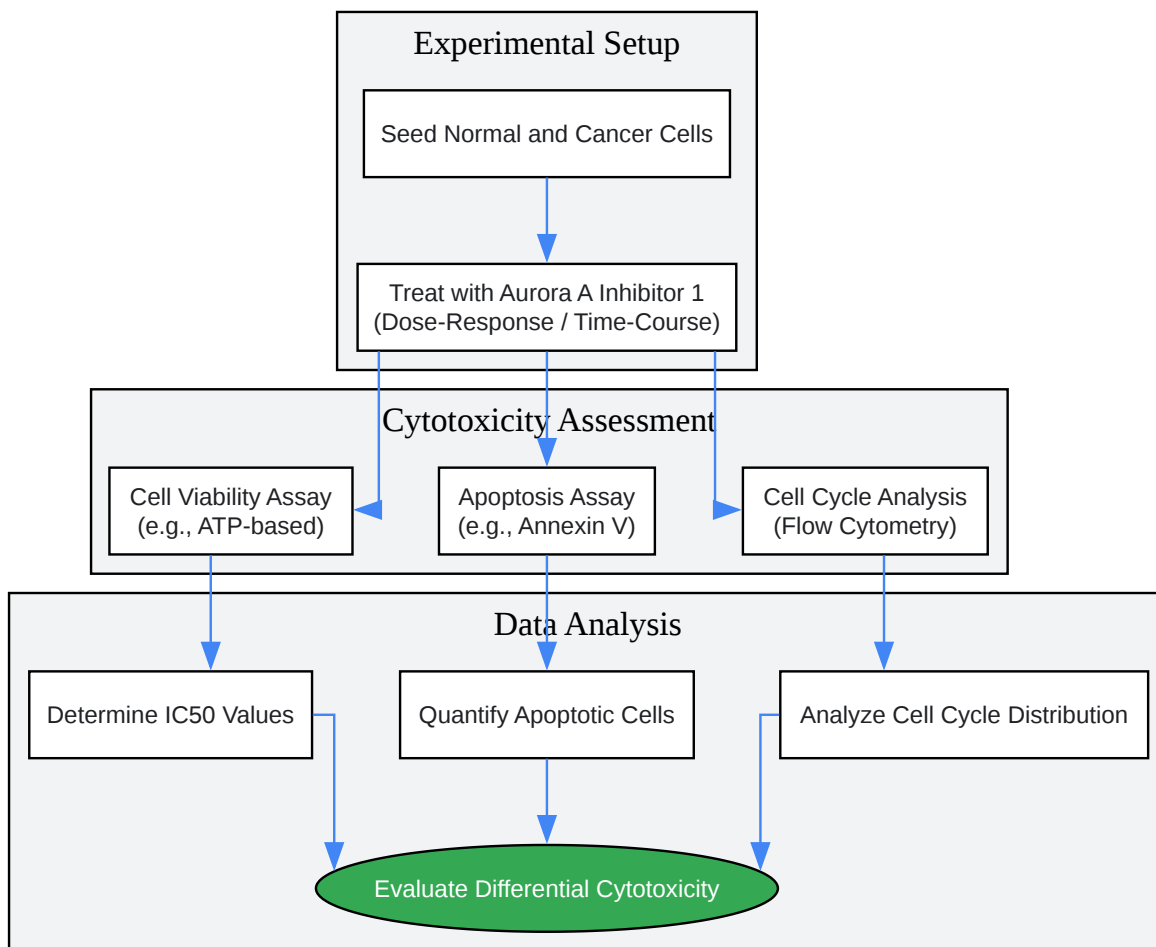 Experimental Setup
Seed Normal and Cancer Cells
Treat with Aurora A Inhibitor 1
(Dose-Response / Time-Course)
Cytotoxicity Assessment
Cell Viability Assay
(e.g., ATP-based)
Apoptosis Assay
(e.g., Annexin V)
Cell Cycle Analysis
(Flow Cytometry)
Data Analysis
Determine IC50 Values
Quantify Apoptotic Cells
Analyze Cell Cycle Distribution
Evaluate Differential Cytotoxicity